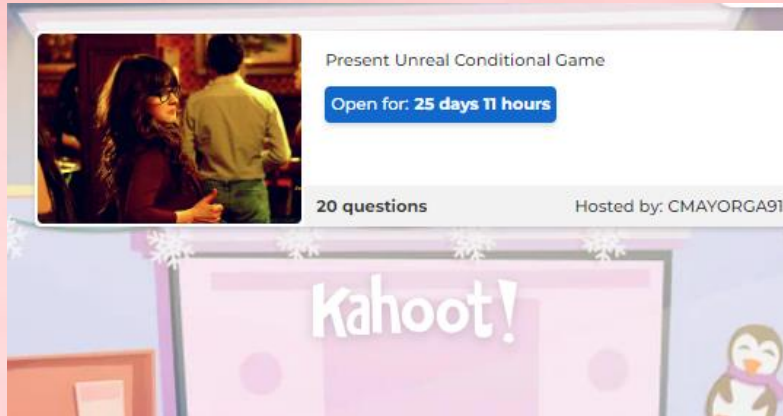 Present Unreal Conditional Game
Open for: 25 days 11 hours
20 questions
Hosted by: CMAYORGA91
Kahoot!